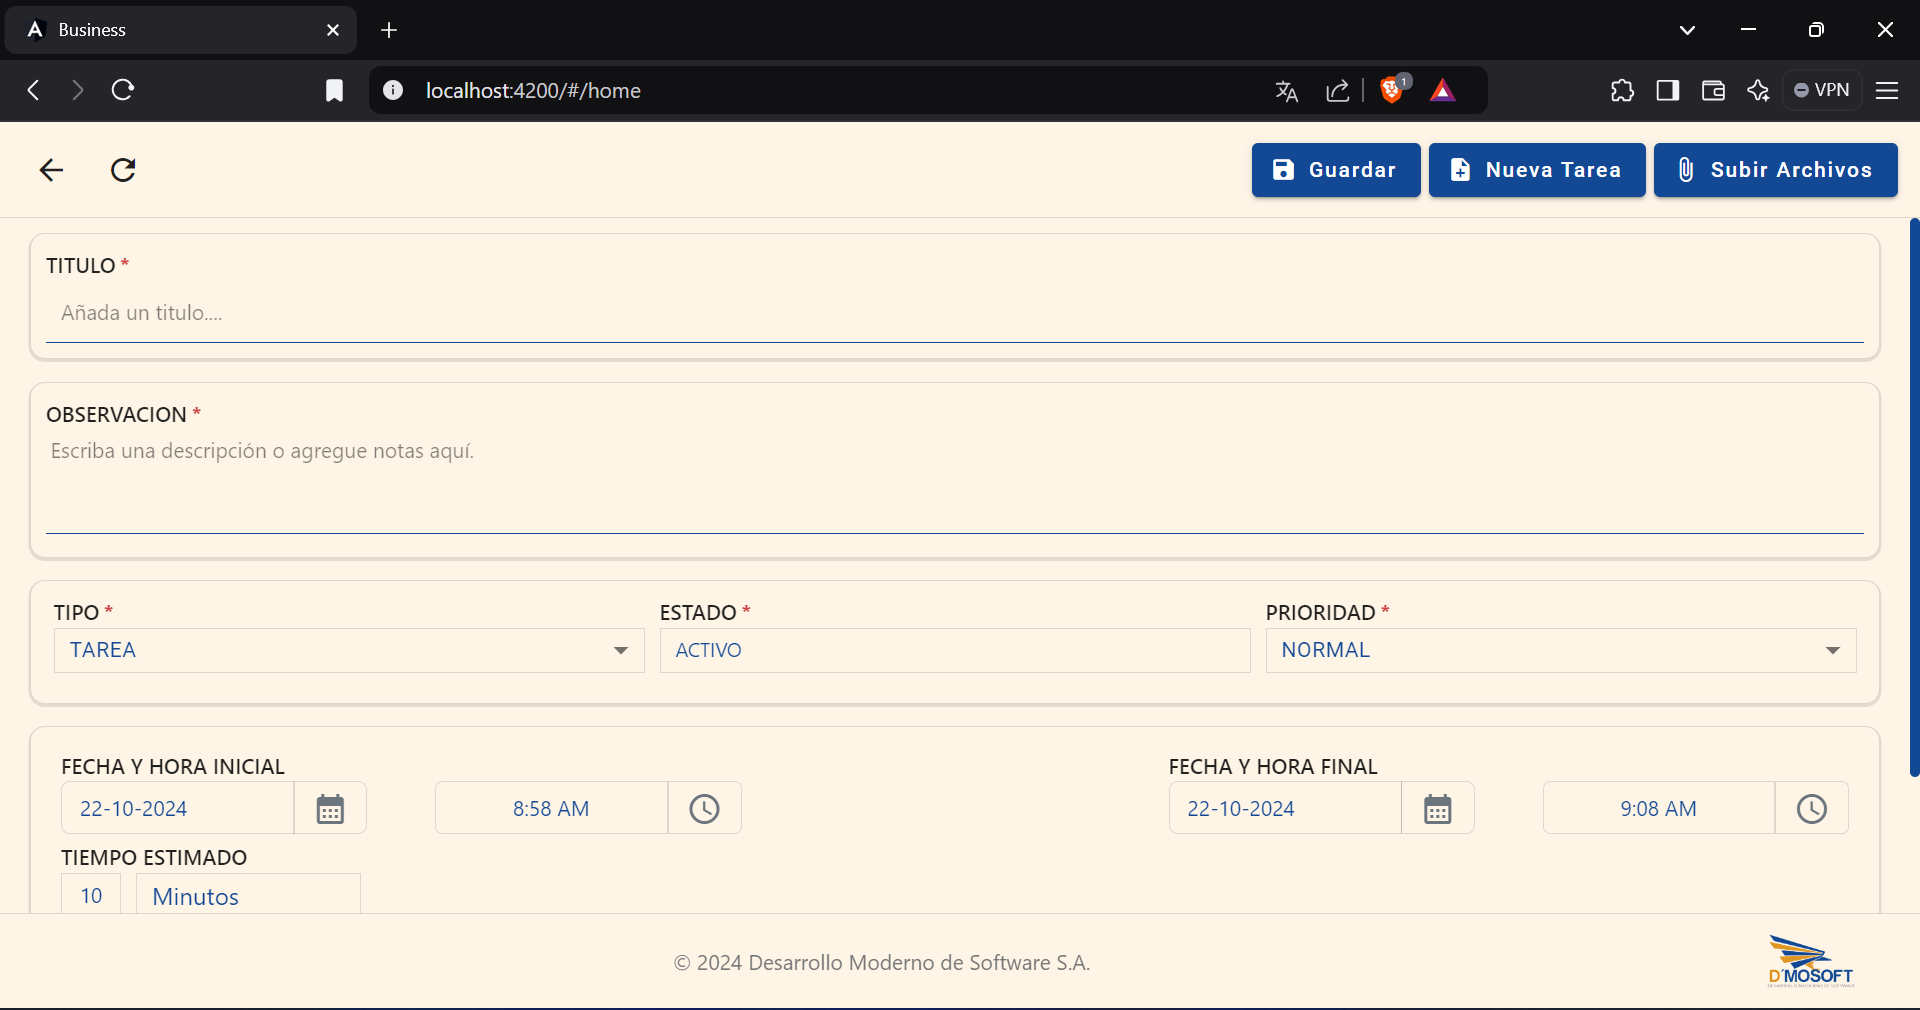 Business
localhost:4200/#/home
1
VPN
Guardar
Nueva Tarea
Subir Archivos
TITULO *
Añada un titulo....
OBSERVACION *
Escriba una descripción o agregue notas aquí.
TIPO * ESTADO * PRIORIDAD *
TAREA ACTIVO NORMAL
FECHA Y HORA INICIAL FECHA Y HORA FINAL
22-10-2024 8:58 AM 22-10-2024 9:08 AM
TIEMPO ESTIMADO
10 Minutos
© 2024 Desarrollo Moderno de Software S.A.
D'MOSOFT